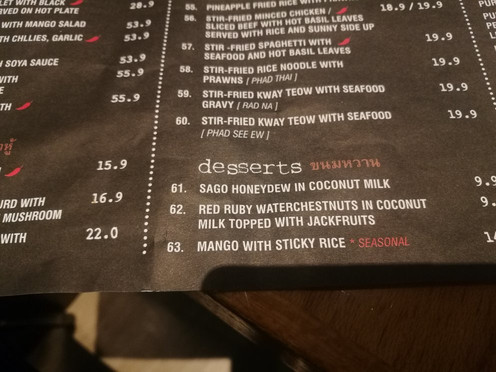 LET WITH BLACK 28.9
RVED ON HOT PLATE
WITH MANGO SALAD 53.9
TH CHLLIES, GARLIC 53.9
H SOYA SAUCE 53.9
WITH 55.9
TH 55.9
15.9
URD WITH 16.9
MUSHROOM
WITH 22.0
55. PINEAPPLE FRIED RICE WITH
56. STIR-FRIED MINCED CHICKEN / 18.9 / 19.9
SLICED BEEF WITH HOT BASIL LEAVES
SERVED WITH RICE AND SUNNY SIDE UP
57. STIR -FRIED SPAGHETTI WITH 19.9
SEAFOOD AND HOT BASIL LEAVES
58. STIR-FRIED RICE NOODLE WITH 19.9
PRAWNS [ PHAD THAI ]
59. STIR-FRIED KWAY TEOW WITH SEAFOOD 19.9
GRAVY [ RAD NA ]
60. STIR-FRIED KWAY TEOW WITH SEAFOOD 19.9
[ PHAD SEE EW ]
desserts ขนมหวาน
61. SAGO HONEYDEW IN COCONUT MILK 9.9
62. RED RUBY WATERCHESTNUTS IN COCONUT 9.
MILK TOPPED WITH JACKFRUITS
63. MANGO WITH STICKY RICE * SEASONAL